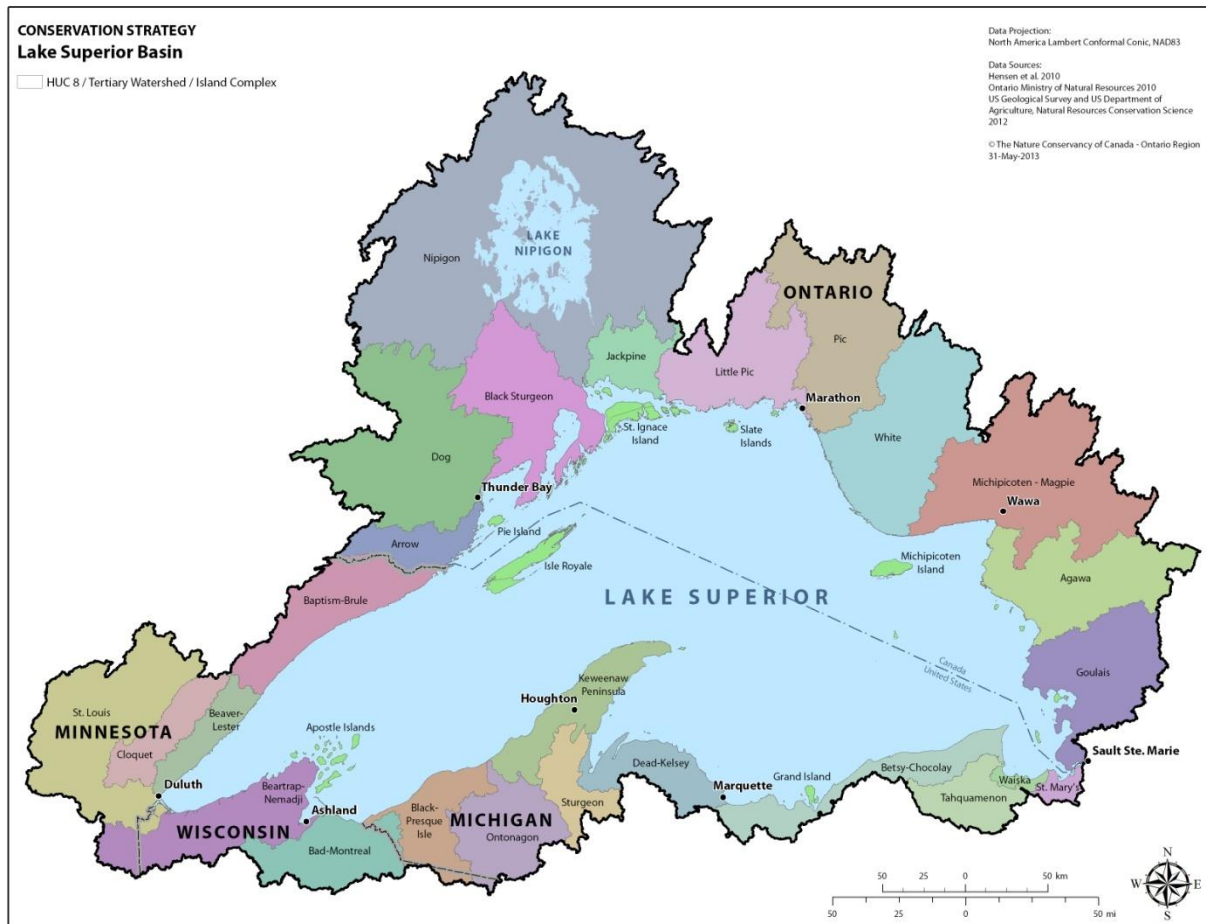 CONSERVATION STRATEGY
Lake Superior Basin
HUC 8 / Tertiary Watershed / Island Complex
Data Projection:
North America Lambert Conformal Conic, NAD83
Data Sources:
Hensen et al. 2010
Ontario Ministry of Natural Resources 2010
US Geological Survey and US Department of
Agriculture, Natural Resources Conservation Science
2012
© The Nature Conservancy of Canada - Ontario Region
31-May-2013
LAKE
NIPIGON
Nipigon
ONTARIO
Pic
Jackpine
Little Pic
Black Sturgeon
Marathon
St. Ignace
Island
Slate
Islands
White
Dog
Michipicoten - Magpie
Thunder Bay
Wawa
Pie Island
Arrow
Isle Royale
Michipicoten
Island
Agawa
Baptism-Brule
LAKE SUPERIOR
Canada
United States
Goulais
Keweenaw
Peninsula
Houghton
St. Louis
Beaver-
Lester
MINNESOTA
Apostle Islands
Cloquet
Sault Ste. Marie
Dead-Kelsey
Betsy-Chocolay
Grand Island
Waiska
Duluth
Beartrap-
Nemadji
Marquette
St. Mary's
Tahquamenon
Sturgeon
Ashland
Black-
Presque
Isle
MICHIGAN
WISCONSIN
Ontonagon
Bad-Montreal
50 25 0 50 km
50 25 0 50 mi
N
W E
S